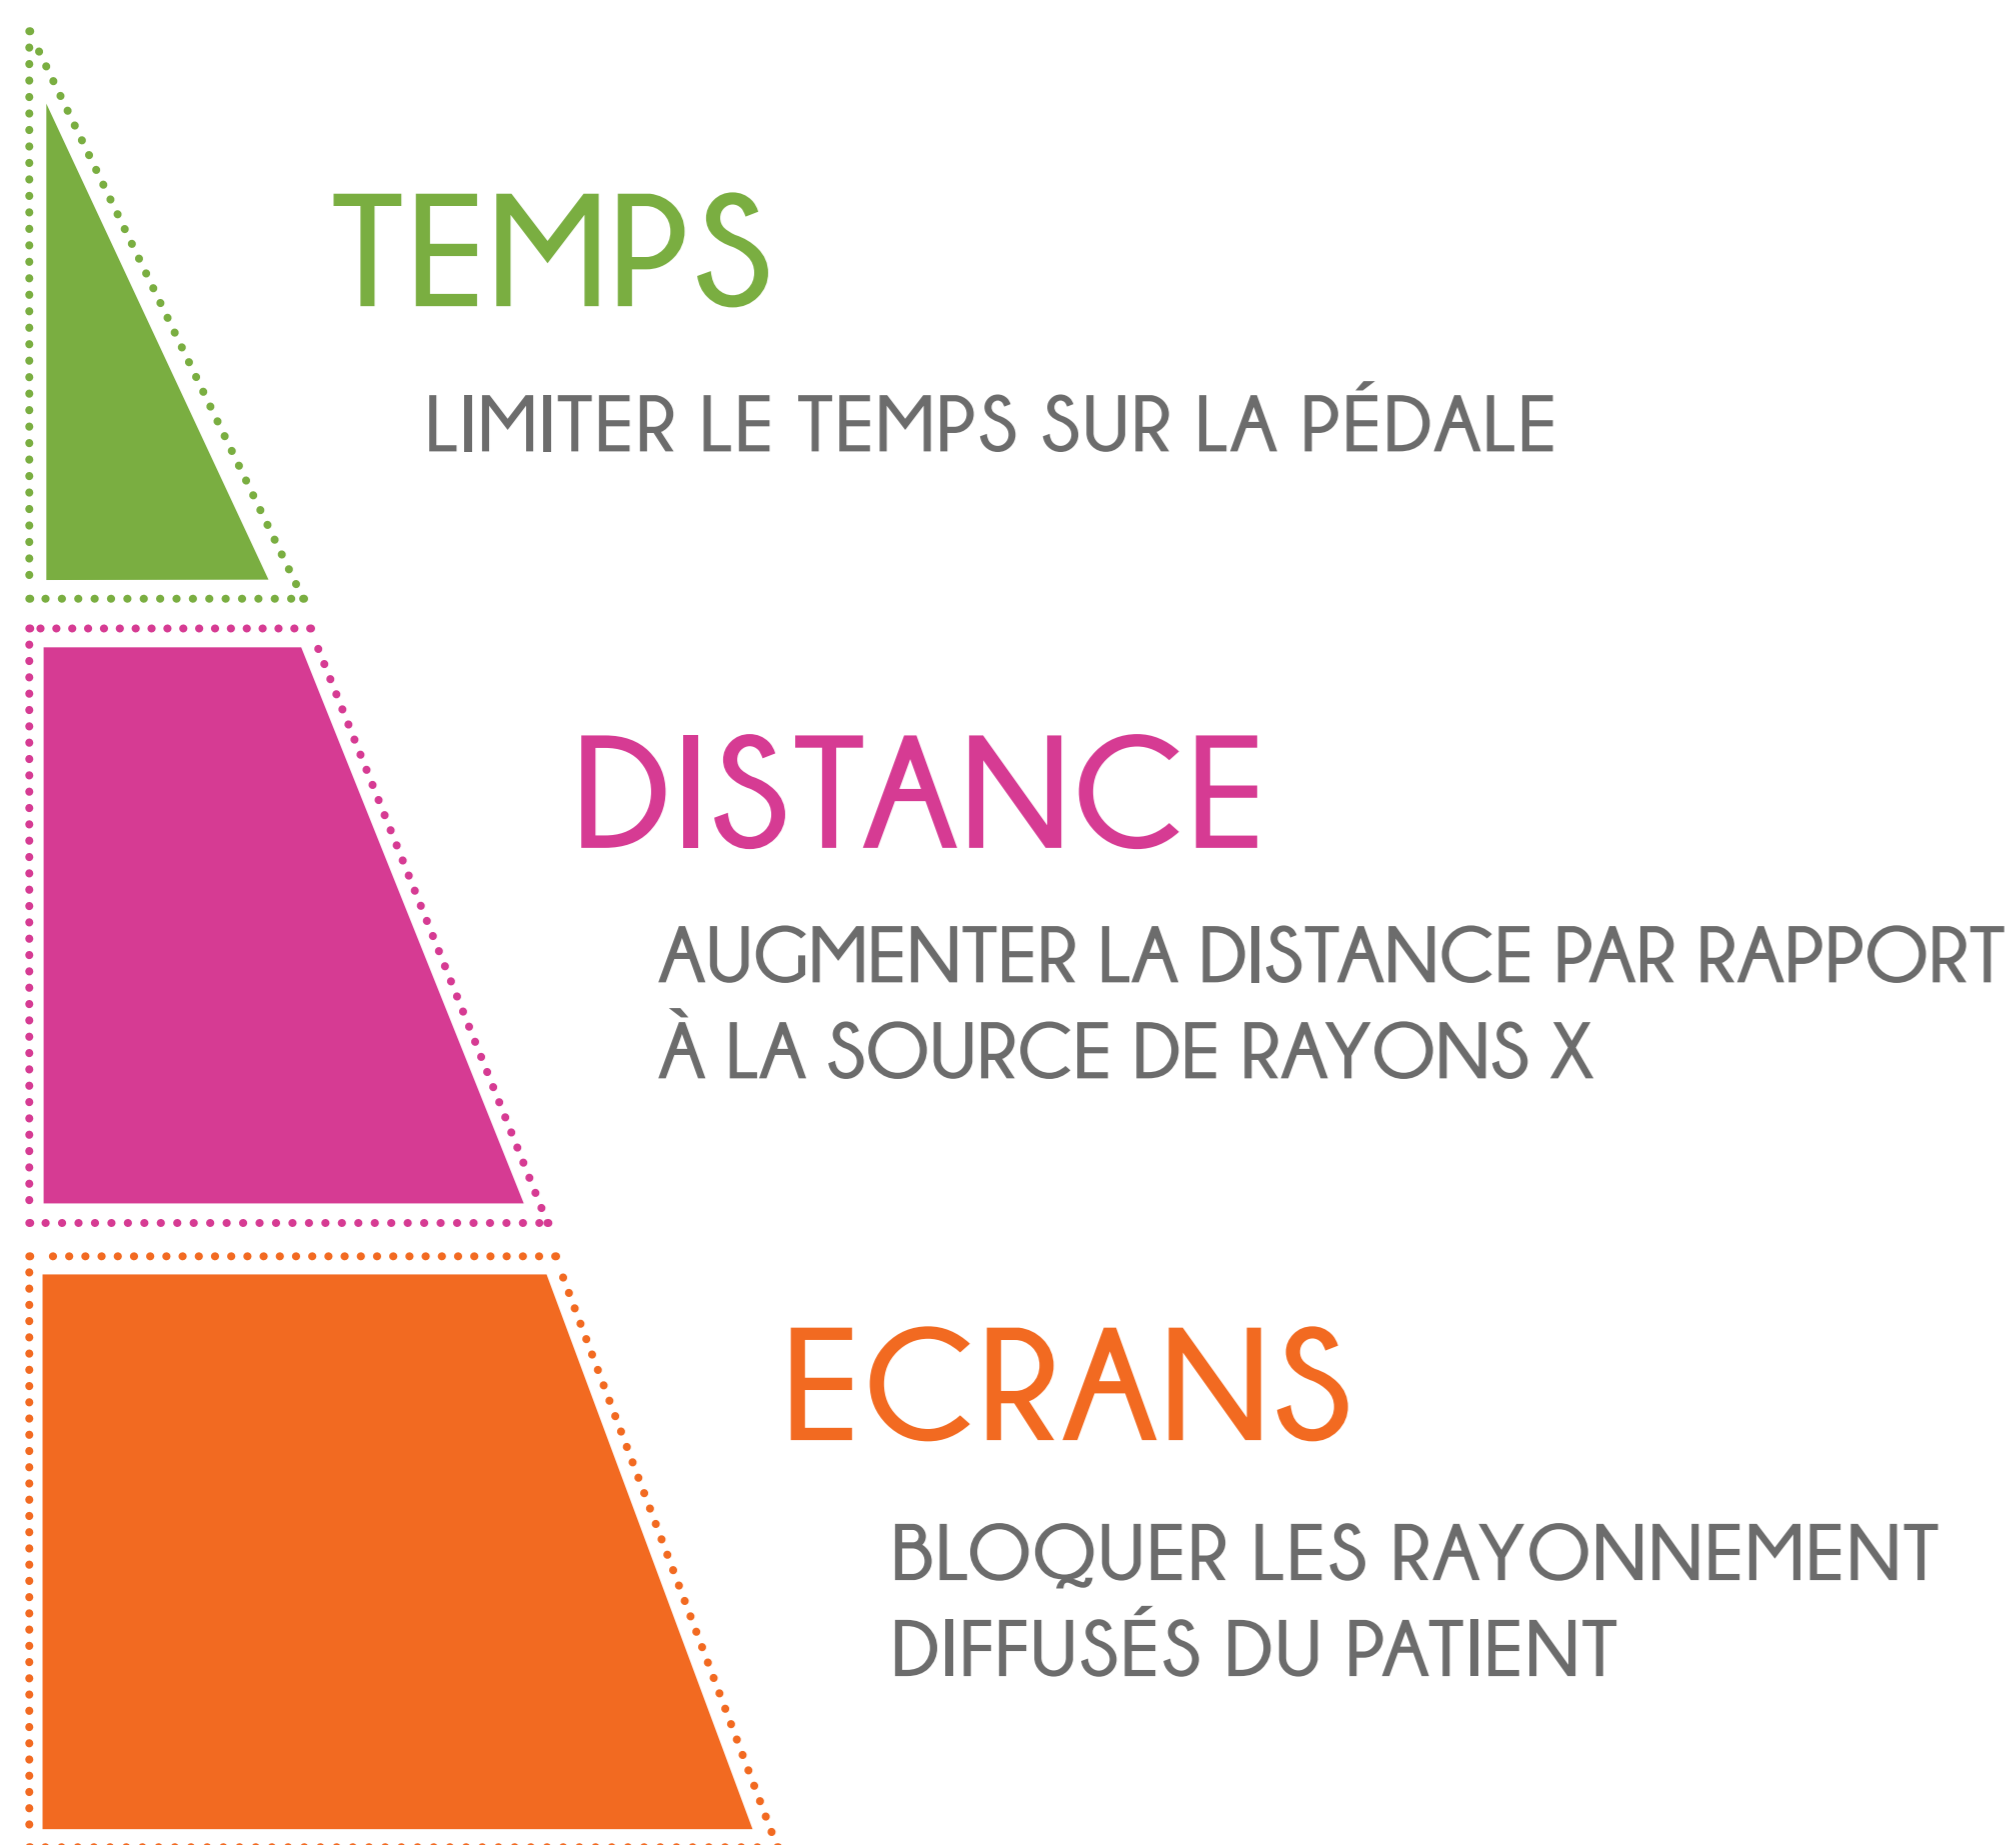 TEMPS
LIMITER LE TEMPS SUR LA PÉDALE
DISTANCE
AUGMENTER LA DISTANCE PAR RAPPORT
À LA SOURCE DE RAYONS X
ECRANS
BLOQUER LES RAYONNEMENT
DIFFUSÉS DU PATIENT